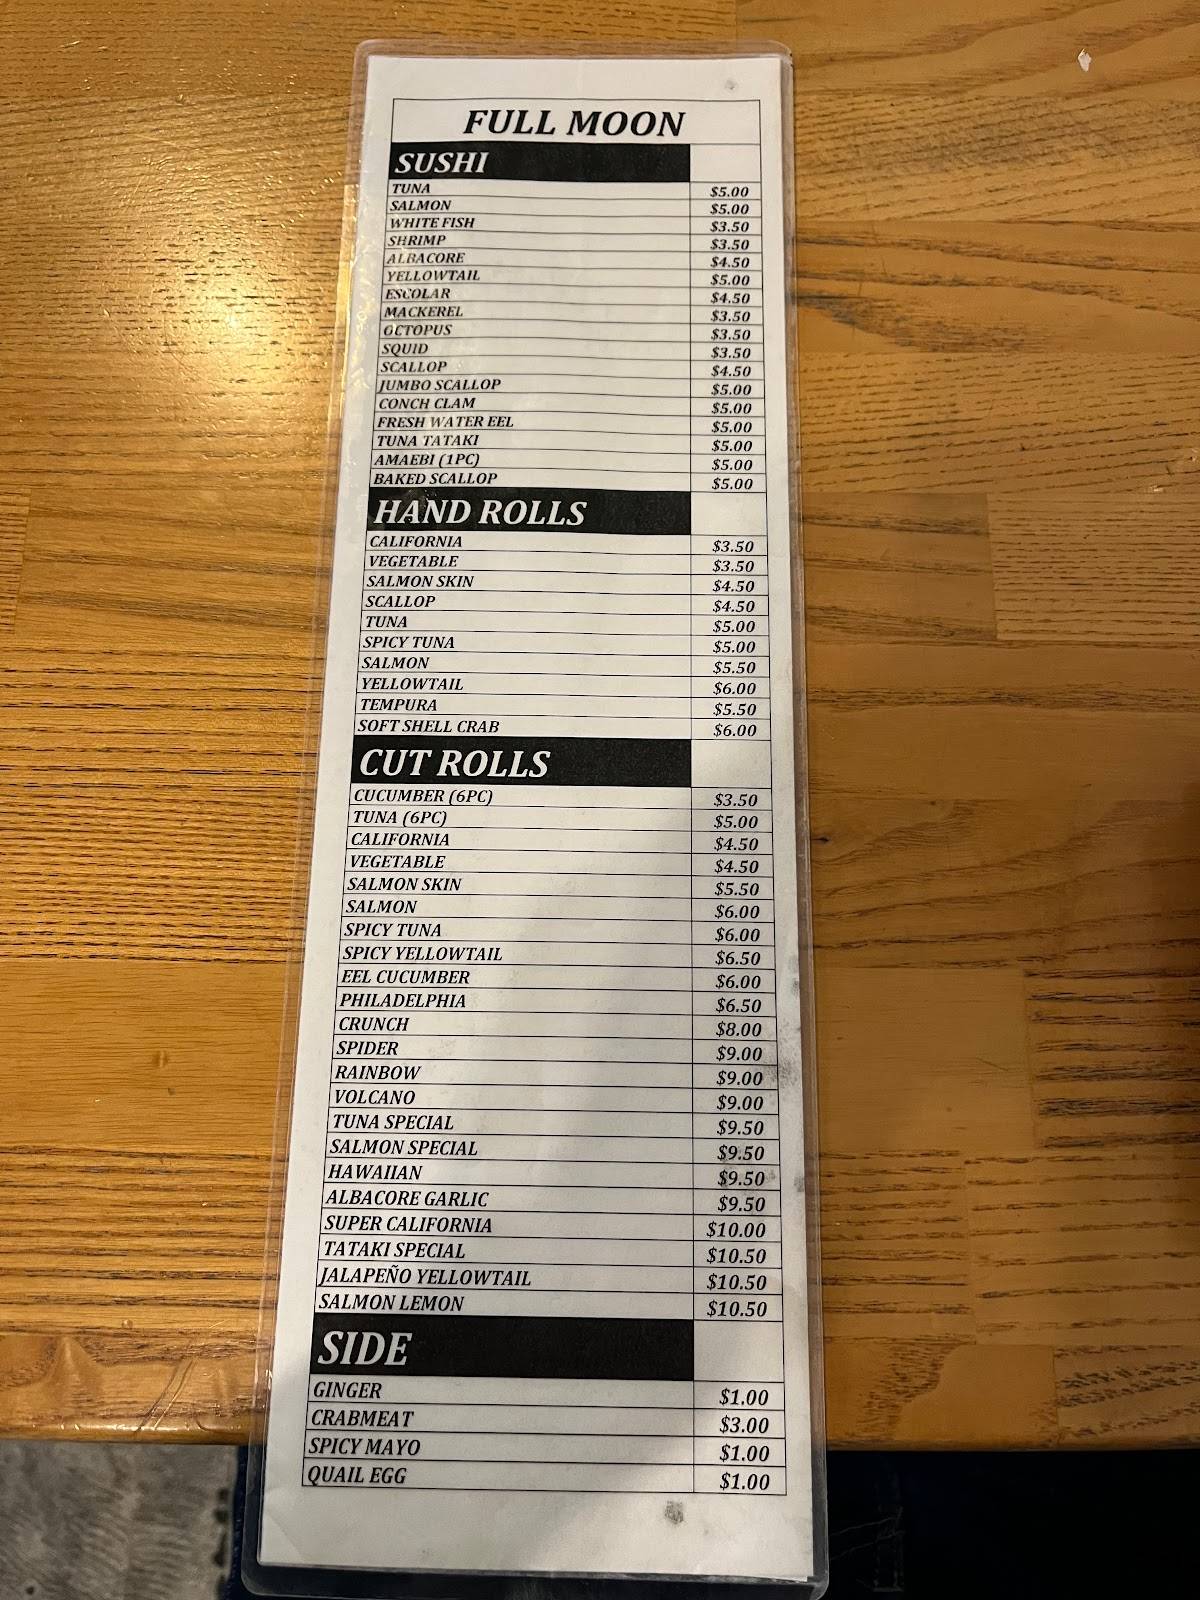 FULL MOON
SUSHI
TUNA $5.00
SALMON $5.00
WHITE FISH $3.50
SHRIMP $3.50
ALBACORE $4.50
YELLOWTAIL $5.00
ESCOLAR $4.50
MACKEREL $3.50
OCTOPUS $3.50
SQUID $3.50
SCALLOP $4.50
JUMBO SCALLOP $5.00
CONCH CLAM $5.00
FRESH WATER EEL $5.00
TUNA TATAKI $5.00
AMAEBI (1PC) $5.00
BAKED SCALLOP $5.00
HAND ROLLS
CALIFORNIA $3.50
VEGETABLE $3.50
SALMON SKIN $4.50
SCALLOP $4.50
TUNA $5.00
SPICY TUNA $5.00
SALMON $5.50
YELLOWTAIL $6.00
TEMPURA $5.50
SOFT SHELL CRAB $6.00
CUT ROLLS
CUCUMBER (6PC) $3.50
TUNA (6PC) $5.00
CALIFORNIA $4.50
VEGETABLE $4.50
SALMON SKIN $5.50
SALMON $6.00
SPICY TUNA $6.00
SPICY YELLOWTAIL $6.50
EEL CUCUMBER $6.00
PHILADELPHIA $6.50
CRUNCH $8.00
SPIDER $9.00
RAINBOW $9.00
VOLCANO $9.00
TUNA SPECIAL $9.50
SALMON SPECIAL $9.50
HAWAIIAN $9.50
ALBACORE GARLIC $9.50
SUPER CALIFORNIA $10.00
TATAKI SPECIAL $10.50
JALAPEÑO YELLOWTAIL $10.50
SALMON LEMON $10.50
SIDE
GINGER $1.00
CRABMEAT $3.00
SPICY MAYO $1.00
QUAIL EGG $1.00